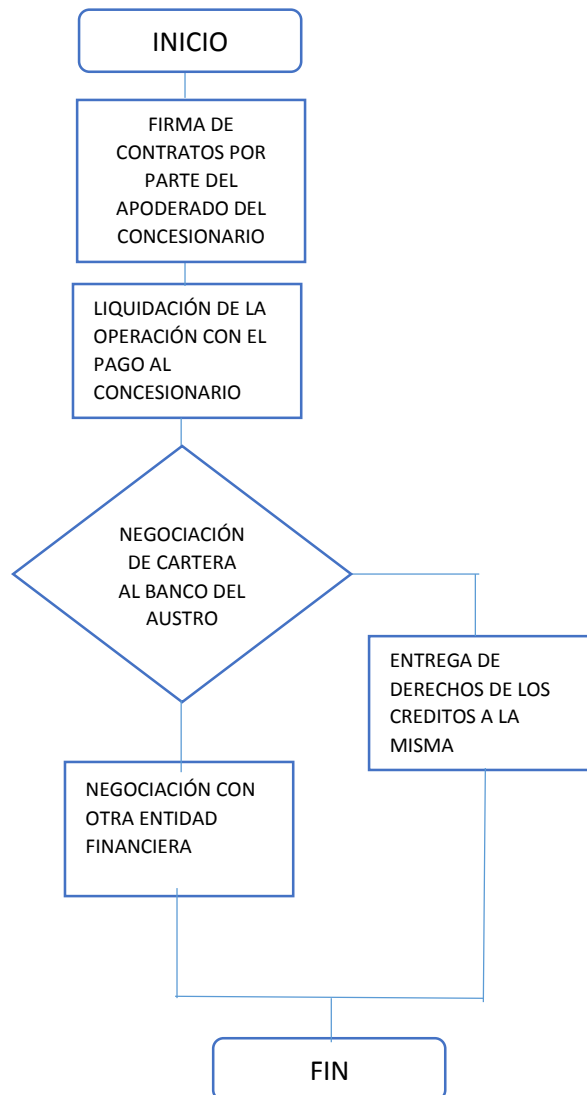 INICIO
FIRMA DE
CONTRATOS POR
PARTE DEL
APODERADO DEL
CONCESIONARIO
LIQUIDACIÓN DE LA
OPERACIÓN CON EL
PAGO AL
CONCESIONARIO
NEGOCIACIÓN
DE CARTERA
AL BANCO DEL
AUSTRO
ENTREGA DE
DERECHOS DE LOS
CREDITOS A LA
MISMA
NEGOCIACIÓN CON
OTRA ENTIDAD
FINANCIERA
FIN